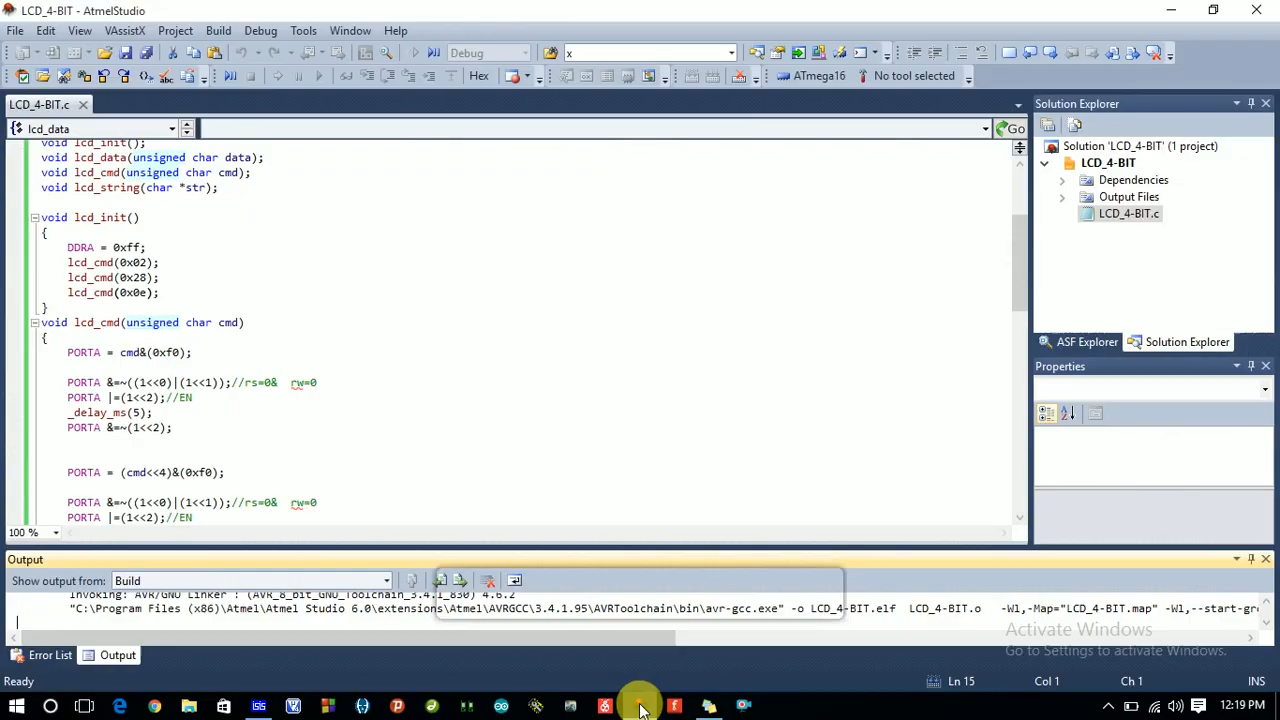 LCD_4-BIT - AtmelStudio
File Edit View VAssistX Project Build Debug Tools Window Help
Debug x
Hex ATmega16 No tool selected
LCD_4-BIT.c
lcd_data Go
void lcd_init();
void lcd_data(unsigned char data);
void lcd_cmd(unsigned char cmd);
void lcd_string(char *str);
void lcd_init()
{
DDRA = 0xff;
lcd_cmd(0x02);
lcd_cmd(0x28);
lcd_cmd(0x0e);
}
void lcd_cmd(unsigned char cmd)
{
PORTA = cmd&(0xf0);
PORTA &=~((1<<0)|(1<<1));//rs=0& rw=0
PORTA |=(1<<2);//EN
_delay_ms(5);
PORTA &=~(1<<2);
PORTA = (cmd<<4)&(0xf0);
PORTA &=~((1<<0)|(1<<1));//rs=0& rw=0
PORTA |=(1<<2);//EN
100 %
Solution Explorer
Solution 'LCD_4-BIT' (1 project)
LCD_4-BIT
Dependencies
Output Files
LCD_4-BIT.c
ASF Explorer Solution Explorer
Properties
Output
Show output from: Build
Invoking: AVR/GNU Linker : (AVR_8_bit_GNU_Toolchain_3.4.1_830) 4.6.2
"C:\Program Files (x86)\Atmel\Atmel Studio 6.0\extensions\Atmel\AVRGCC\3.4.1.95\AVRToolchain\bin\avr-gcc.exe" -o LCD_4-BIT.elf LCD_4-BIT.o -Wl,-Map="LCD_4-BIT.map" -Wl,--start-gr
Activate Windows
Go to Settings to activate Windows.
Error List Output
Ready Ln 15 Col 1 Ch 1 INS
12:19 PM